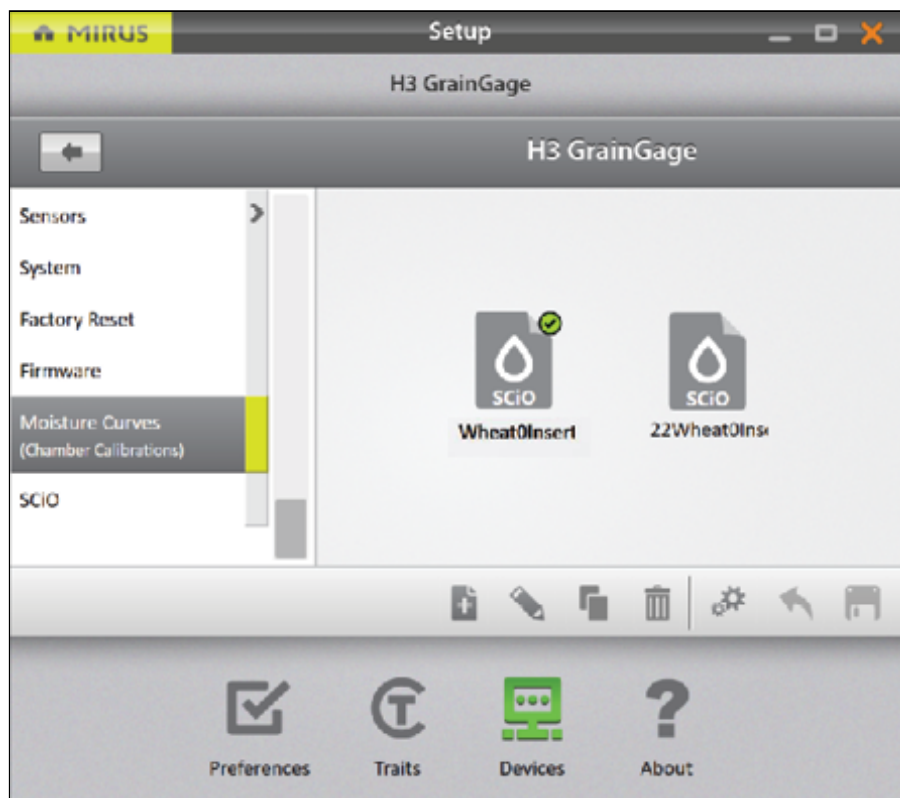 MIRUS
Setup
H3 GrainGage
H3 GrainGage
Sensors
System
Factory Reset
Firmware
Moisture Curves
(Chamber Calibrations)
SCiO
SCiO
Wheat0Insert
SCiO
22Wheat0Ins
Preferences
Traits
Devices
About